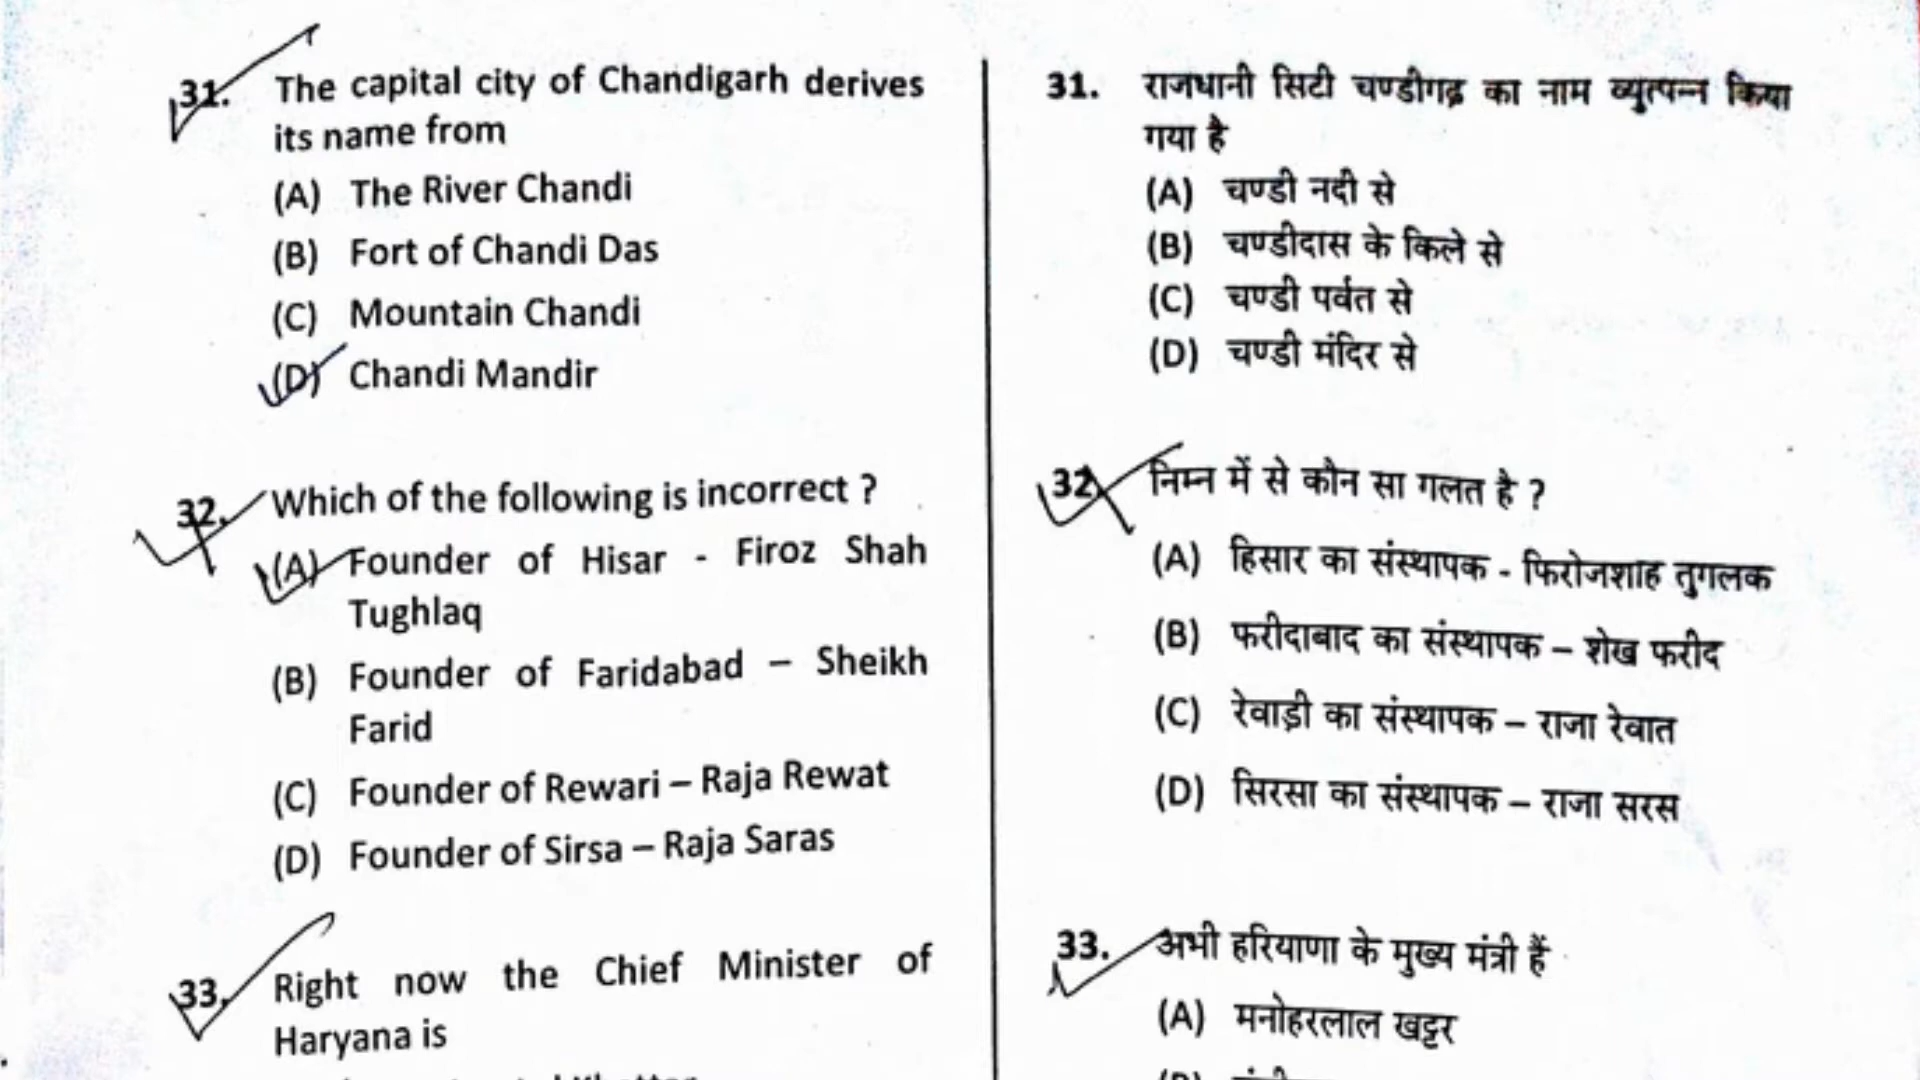 31. The capital city of Chandigarh derives
its name from
(A) The River Chandi
(B) Fort of Chandi Das
(C) Mountain Chandi
(D) Chandi Mandir
32. Which of the following is incorrect ?
(A) Founder of Hisar - Firoz Shah
Tughlaq
(B) Founder of Faridabad – Sheikh
Farid
(C) Founder of Rewari – Raja Rewat
(D) Founder of Sirsa – Raja Saras
33. Right now the Chief Minister of
Haryana is
31. राजधानी सिटी चण्डीगढ़ का नाम व्युत्पन्न किया
गया है
(A) चण्डी नदी से
(B) चण्डीदास के किले से
(C) चण्डी पर्वत से
(D) चण्डी मंदिर से
32 निम्न में से कौन सा गलत है ?
(A) हिसार का संस्थापक - फिरोजशाह तुगलक
(B) फरीदाबाद का संस्थापक – शेख फरीद
(C) रेवाड़ी का संस्थापक – राजा रेवात
(D) सिरसा का संस्थापक – राजा सरस
33. अभी हरियाणा के मुख्य मंत्री हैं
(A) मनोहरलाल खट्टर